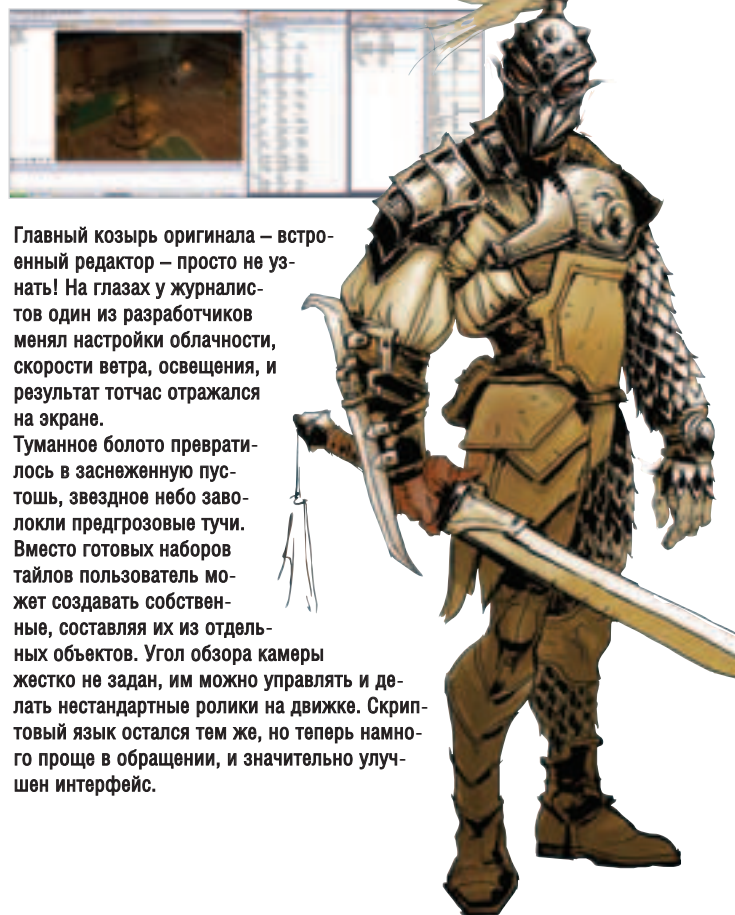 Главный козырь оригинала – встро-
енный редактор – просто не уз-
нать! На глазах у журналис-
тов один из разработчиков
менял настройки облачности,
скорости ветра, освещения, и
результат тотчас отражался
на экране.
Туманное болото преврати-
лось в заснеженную пус-
тошь, звездное небо заво-
локли предгрозовые тучи.
Вместо готовых наборов
тайлов пользователь мо-
жет создавать собствен-
ные, составляя их из отдель-
ных объектов. Угол обзора камеры
жестко не задан, им можно управлять и де-
лать нестандартные ролики на движке. Скрип-
товый язык остался тем же, но теперь намно-
го проще в обращении, и значительно улуч-
шен интерфейс.